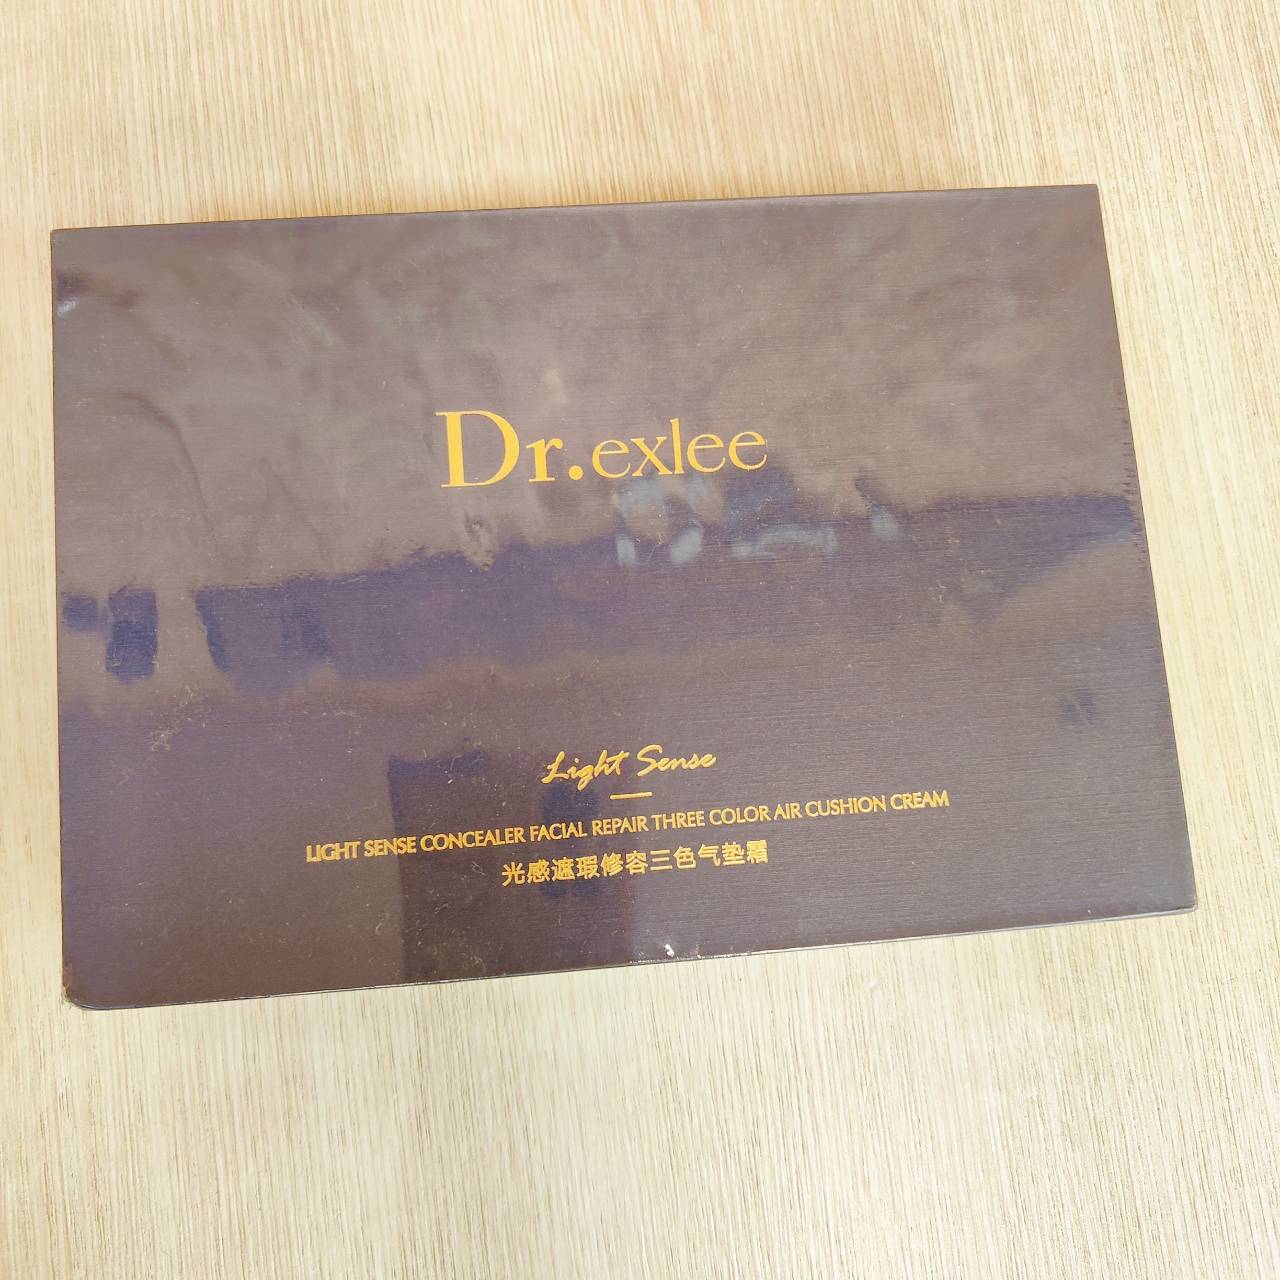 Dr.exlee
Light Sense
LIGHT SENSE CONCEALER FACIAL REPAIR THREE COLOR AIR CUSHION CREAM
光感遮瑕修容三色气垫霜